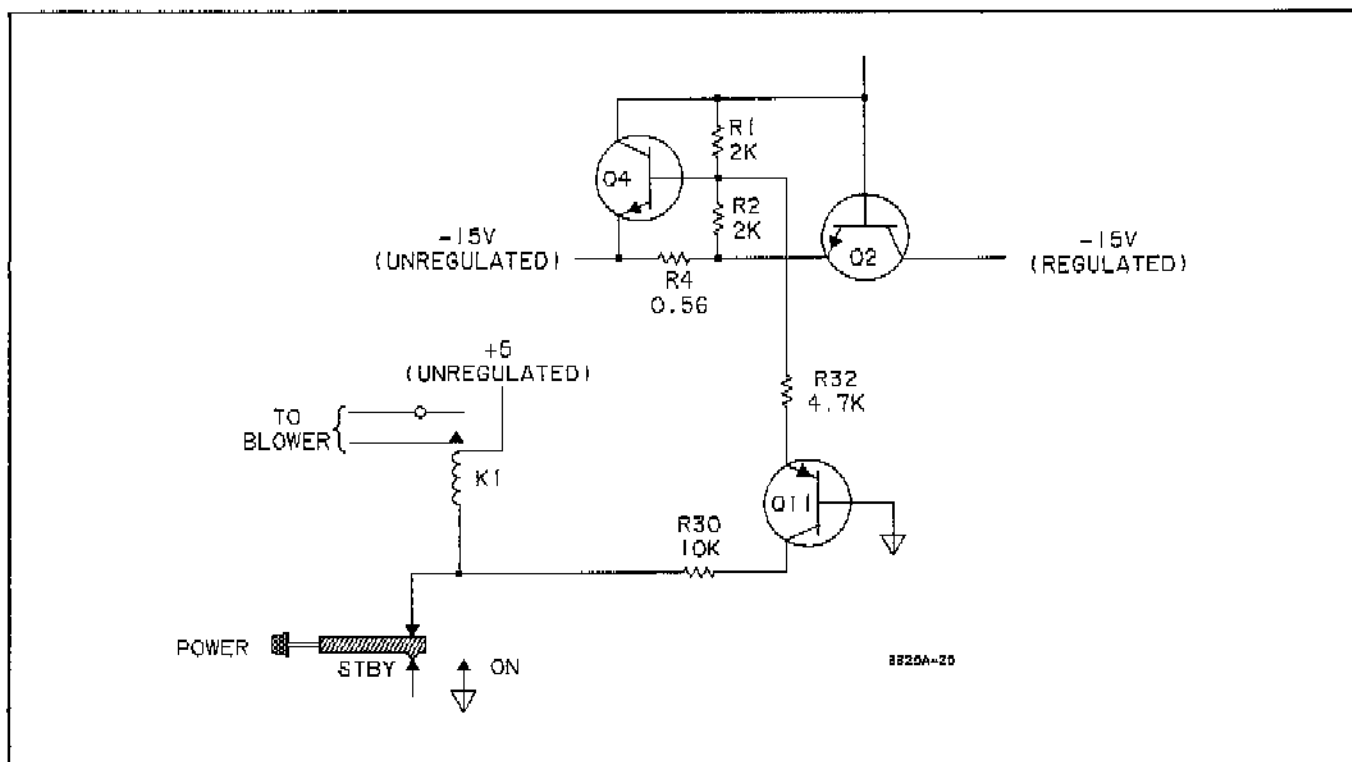 R1
2K
Q4
R2
2K
-15V
(UNREGULATED)
R4
0.56
Q2
-15V
(REGULATED)
+5
(UNREGULATED)
TO
BLOWER
K1
R32
4.7K
Q11
R30
10K
POWER
STBY
ON